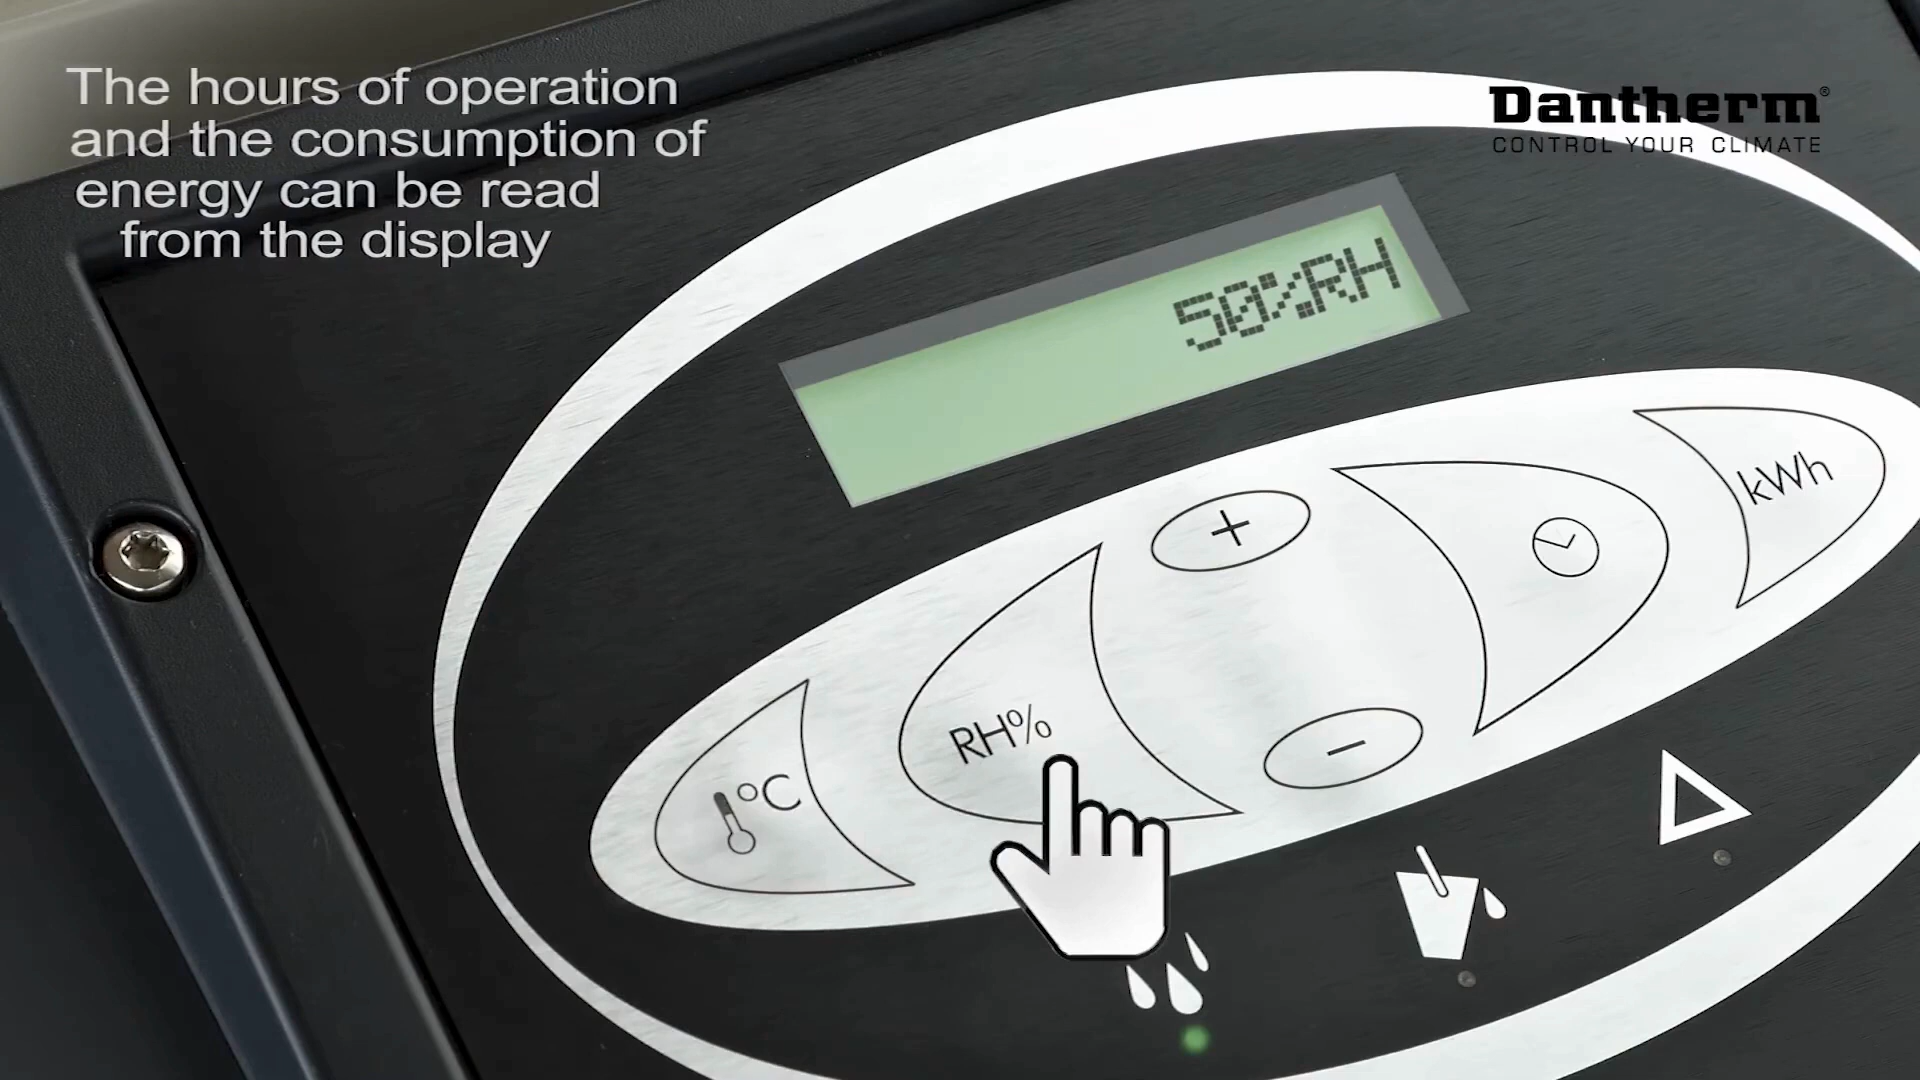 The hours of operation
and the consumption of
energy can be read
from the display
Dantherm®
CONTROL YOUR CLIMATE
50%RH
+
kWh
RH%
−
°C